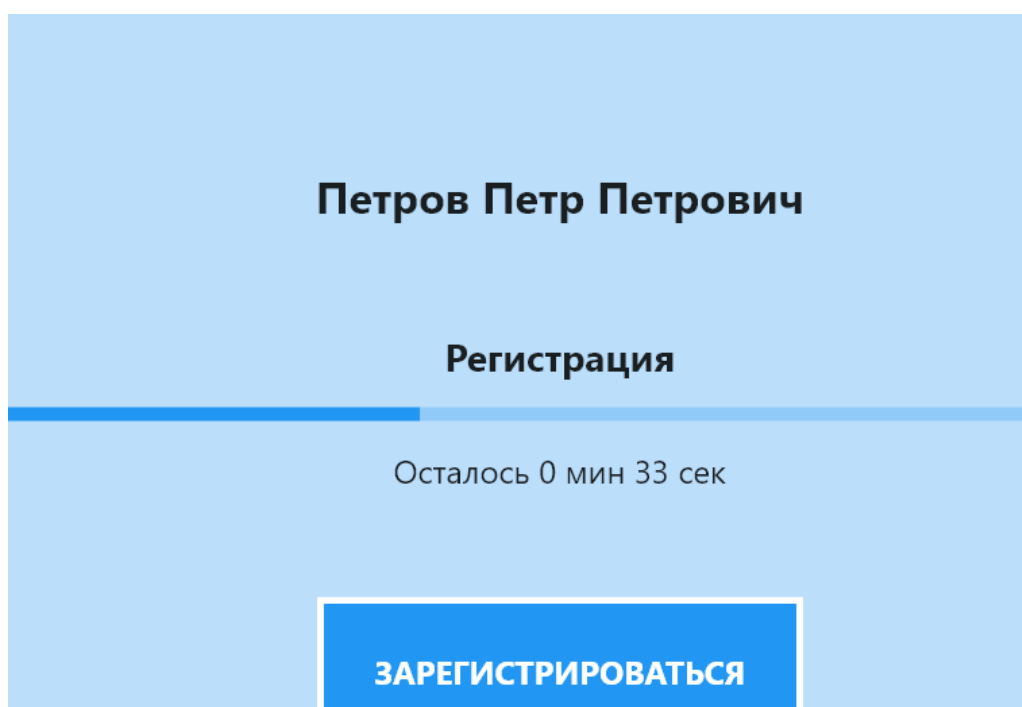 Петров Петр Петрович
Регистрация
Осталось 0 мин 33 сек
ЗАРЕГИСТРИРОВАТЬСЯ